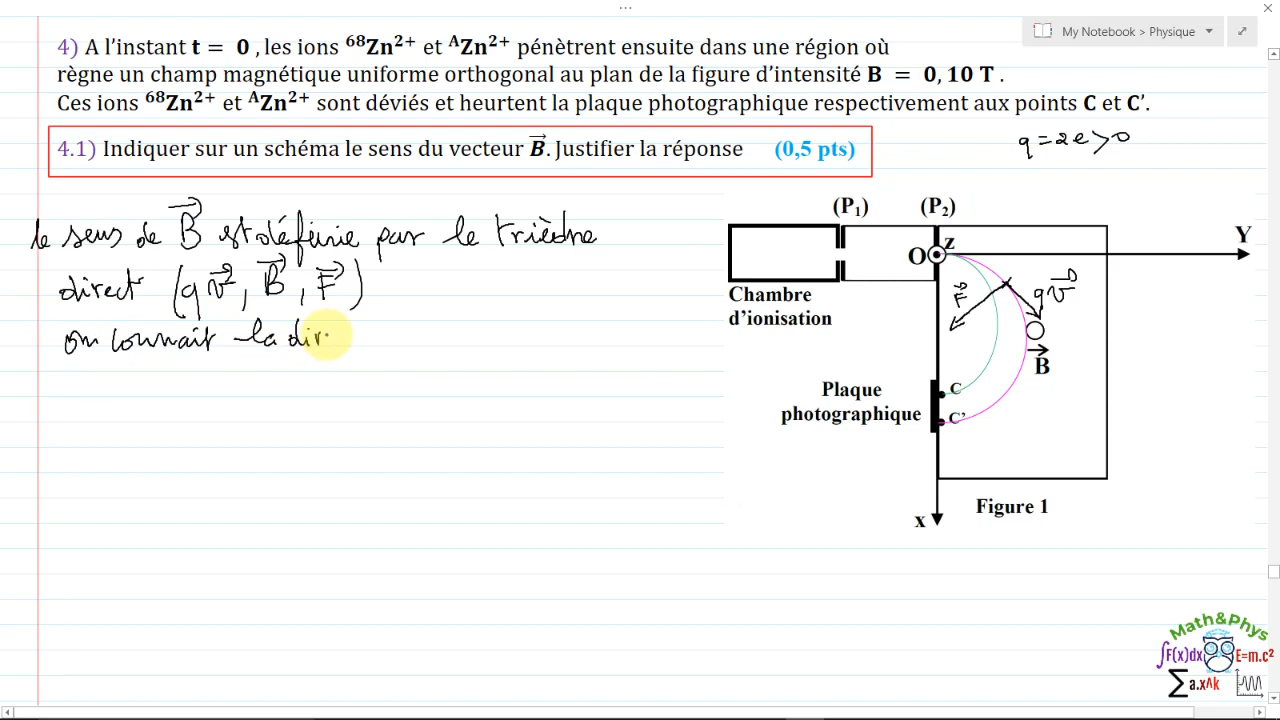 My Notebook > Physique
4) A l’instant t = 0 , les ions ⁶⁸Zn²⁺ et ᴬZn²⁺ pénètrent ensuite dans une région où
règne un champ magnétique uniforme orthogonal au plan de la figure d’intensité B = 0, 10 T .
Ces ions ⁶⁸Zn²⁺ et ᴬZn²⁺ sont déviés et heurtent la plaque photographique respectivement aux points C et C’.
4.1) Indiquer sur un schéma le sens du vecteur B⃗. Justifier la réponse (0,5 pts)
q = 2e > 0
le sens de B⃗ est définie par le trièdre
direct (q v⃗, B⃗, F⃗)
on connait la dir
(P₁) (P₂)
Y
O z
Chambre
d’ionisation
F⃗
q v⃗
B⃗
Plaque
photographique
C
C’
Figure 1
x
Math&Phys
∫F(x)dx E=m.c²
∑ a.x^k